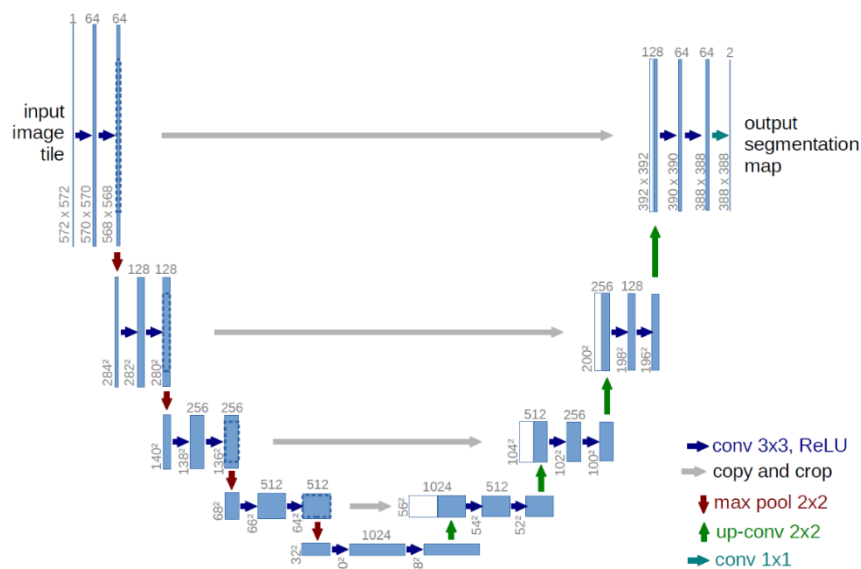 1 64 64
input
image
tile
572 x 572
570 x 570
568 x 568
128 64 64 2
output
segmentation
map
392 x 392
390 x 390
388 x 388
388 x 388
128 128
284²
282²
280²
256 128
200²
198²
196²
256 256
140²
138²
136²
512 256
104²
102²
100²
512 512
68²
66²
64²
1024 512
56²
54²
52²
1024
32²
0²
8²
conv 3x3, ReLU
copy and crop
max pool 2x2
up-conv 2x2
conv 1x1